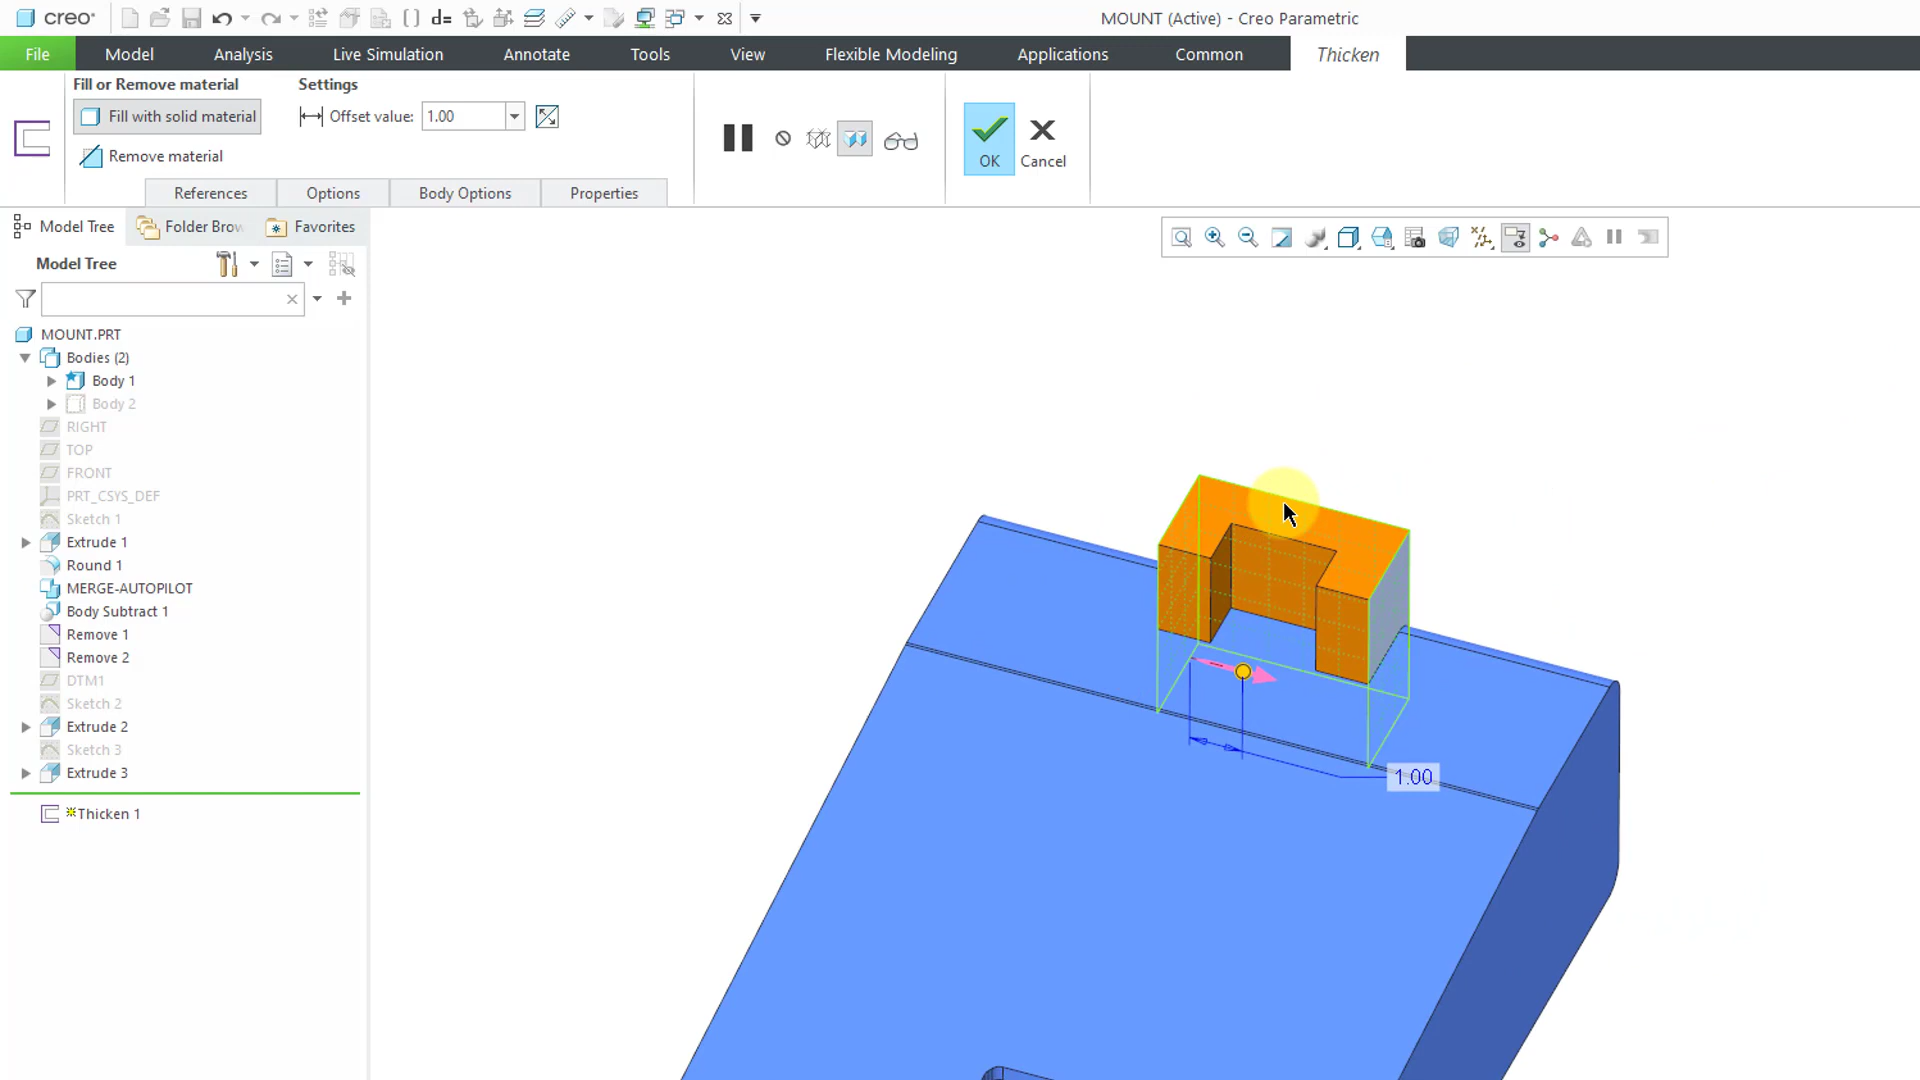 creo
d=
MOUNT (Active) - Creo Parametric
File Model Analysis Live Simulation Annotate Tools View Flexible Modeling Applications Common Thicken
Fill or Remove material Settings
Fill with solid material Offset value: 1.00
Remove material
OK Cancel
References Options Body Options Properties
Model Tree Folder Brow Favorites
Model Tree
MOUNT.PRT
Bodies (2)
Body 1
Body 2
RIGHT
TOP
FRONT
PRT_CSYS_DEF
Sketch 1
Extrude 1
Round 1
MERGE-AUTOPILOT
Body Subtract 1
Remove 1
Remove 2
DTM1
Sketch 2
Extrude 2
Sketch 3
Extrude 3
Thicken 1
1.00